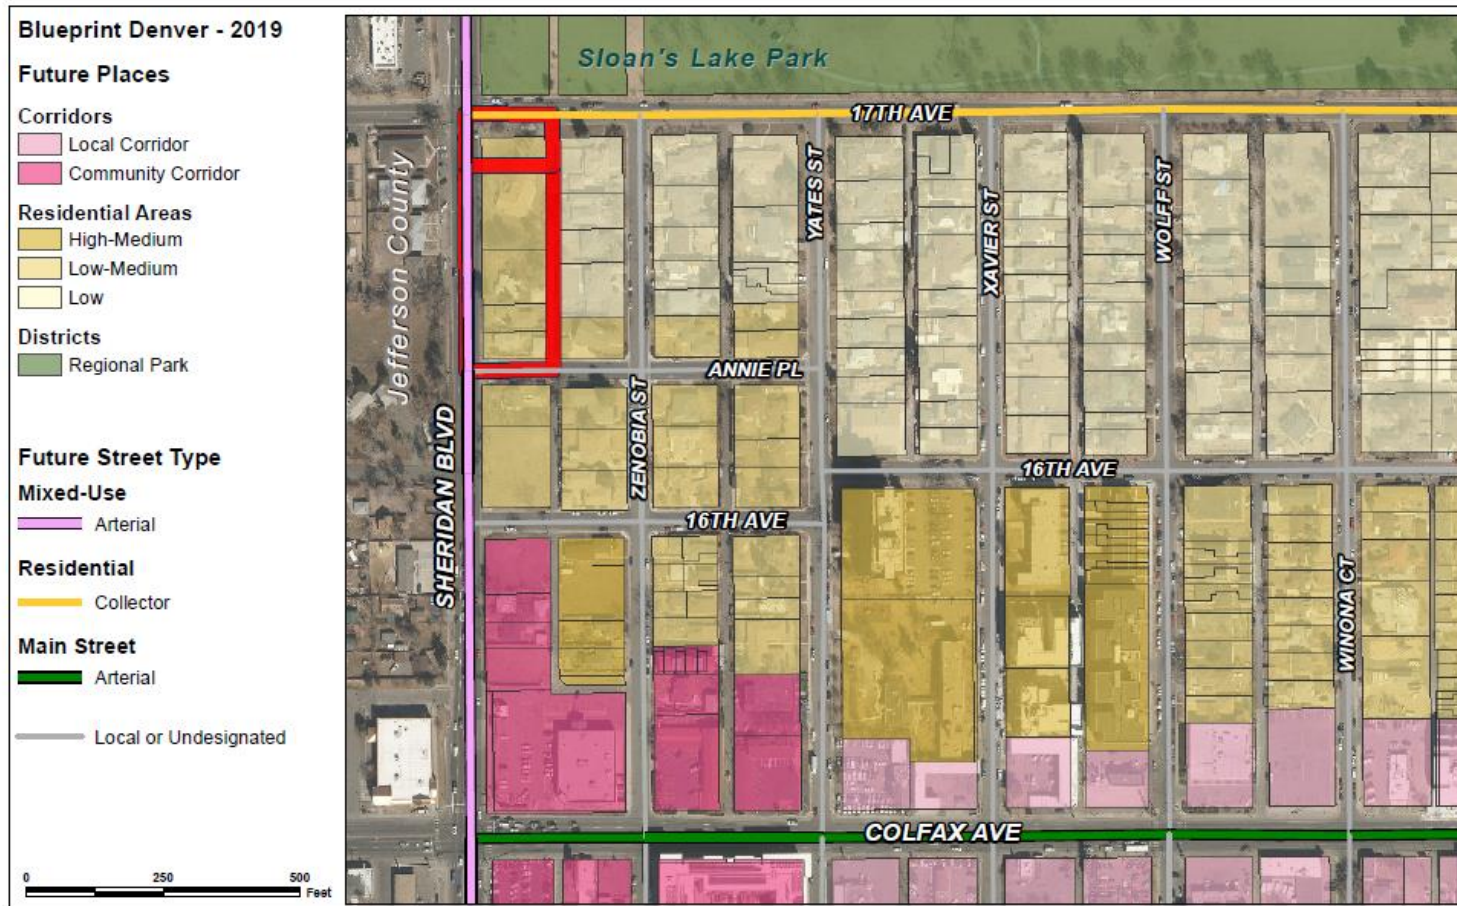 Blueprint Denver - 2019
Future Places
Corridors
Local Corridor
Community Corridor
Residential Areas
High-Medium
Low-Medium
Low
Districts
Regional Park
Future Street Type
Mixed-Use
Arterial
Residential
Collector
Main Street
Arterial
Local or Undesignated
0 250 500
Feet
Sloan's Lake Park
17TH AVE
Jefferson County
YATES ST
XAVIER ST
WOLFF ST
ANNIE PL
SHERIDAN BLVD
ZENOBIA ST
16TH AVE
16TH AVE
WINONA CT
COLFAX AVE